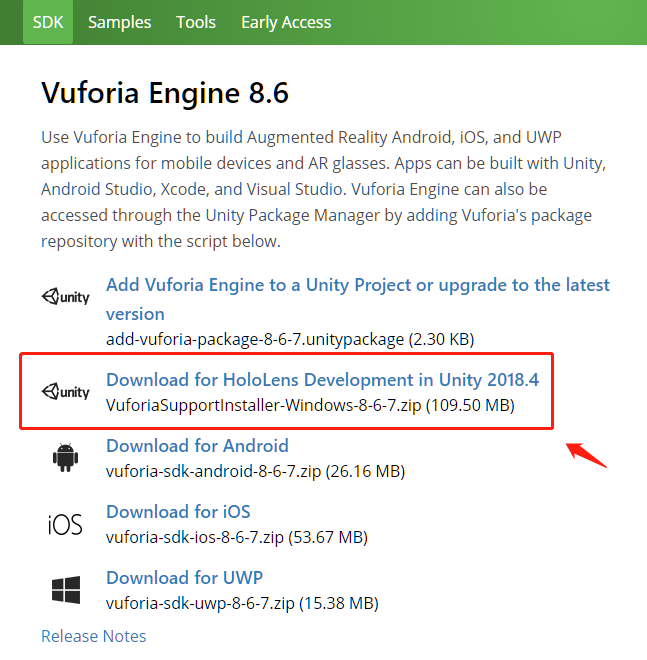 SDK Samples Tools Early Access
Vuforia Engine 8.6
Use Vuforia Engine to build Augmented Reality Android, iOS, and UWP
applications for mobile devices and AR glasses. Apps can be built with Unity,
Android Studio, Xcode, and Visual Studio. Vuforia Engine can also be
accessed through the Unity Package Manager by adding Vuforia's package
repository with the script below.
unity
Add Vuforia Engine to a Unity Project or upgrade to the latest
version
add-vuforia-package-8-6-7.unitypackage (2.30 KB)
unity
Download for HoloLens Development in Unity 2018.4
VuforiaSupportInstaller-Windows-8-6-7.zip (109.50 MB)
Download for Android
vuforia-sdk-android-8-6-7.zip (26.16 MB)
iOS
Download for iOS
vuforia-sdk-ios-8-6-7.zip (53.67 MB)
Download for UWP
vuforia-sdk-uwp-8-6-7.zip (15.38 MB)
Release Notes